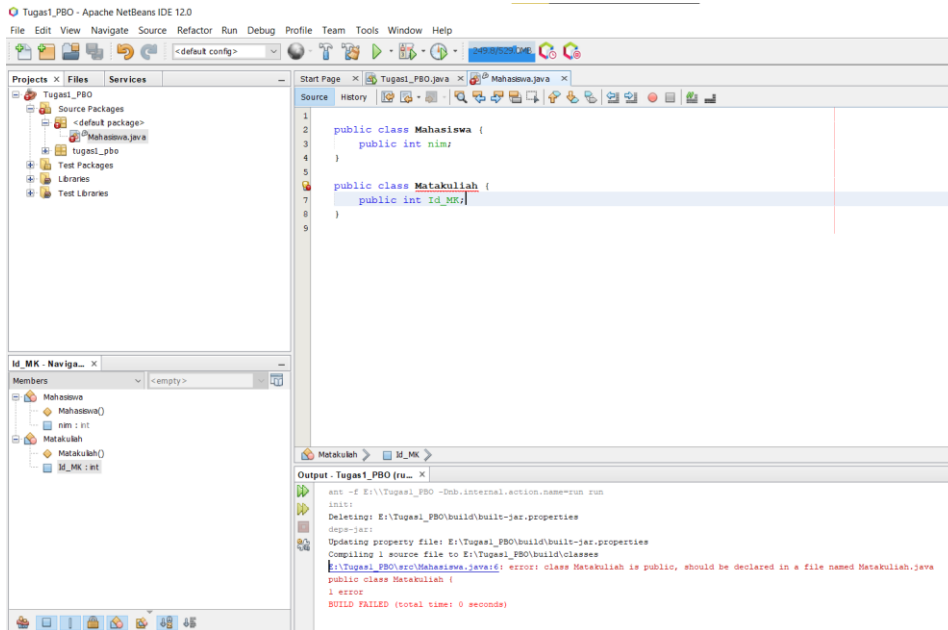 Tugas1_PBO - Apache NetBeans IDE 12.0
File Edit View Navigate Source Refactor Run Debug Profile Team Tools Window Help
<default config>
Projects Files Services
Tugas1_PBO
Source Packages
<default package>
Mahasiswa.java
tugas1_pbo
Test Packages
Libraries
Test Libraries
Start Page Tugas1_PBO.java Mahasiswa.java
Source History
1
2 public class Mahasiswa {
3 public int nim;
4 }
5
public class Matakuliah {
7 public int Id_MK;
8 }
9
Id_MK - Naviga...
Members <empty>
Mahasiswa
Mahasiswa()
nim : int
Matakuliah
Matakuliah()
Id_MK : int
Matakuliah Id_MK
Output - Tugas1_PBO (ru...
ant -f E:\\Tugas1_PBO -Dnb.internal.action.name=run run
init:
Deleting: E:\Tugas1_PBO\build\built-jar.properties
deps-jar:
Updating property file: E:\Tugas1_PBO\build\built-jar.properties
Compiling 1 source file to E:\Tugas1_PBO\build\classes
E:\Tugas1_PBO\src\Mahasiswa.java:6: error: class Matakuliah is public, should be declared in a file named Matakuliah.java
public class Matakuliah {
1 error
BUILD FAILED (total time: 0 seconds)